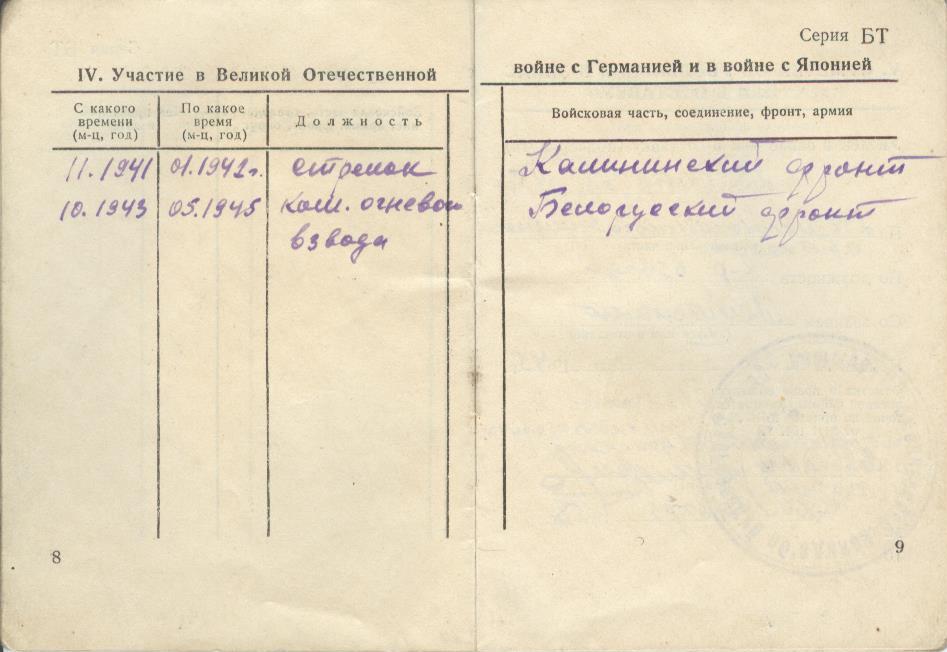 Серия БТ
IV. Участие в Великой Отечественной
войне с Германией и в войне с Японией
С какого времени (м-ц, год)
По какое время (м-ц, год)
Должность
Войсковая часть, соединение, фронт, армия
11.1941 01.1942 г. стрелок Калининский фронт
10.1943 05.1945 Ком. огневого Белорусский фронт
взвода
8
9